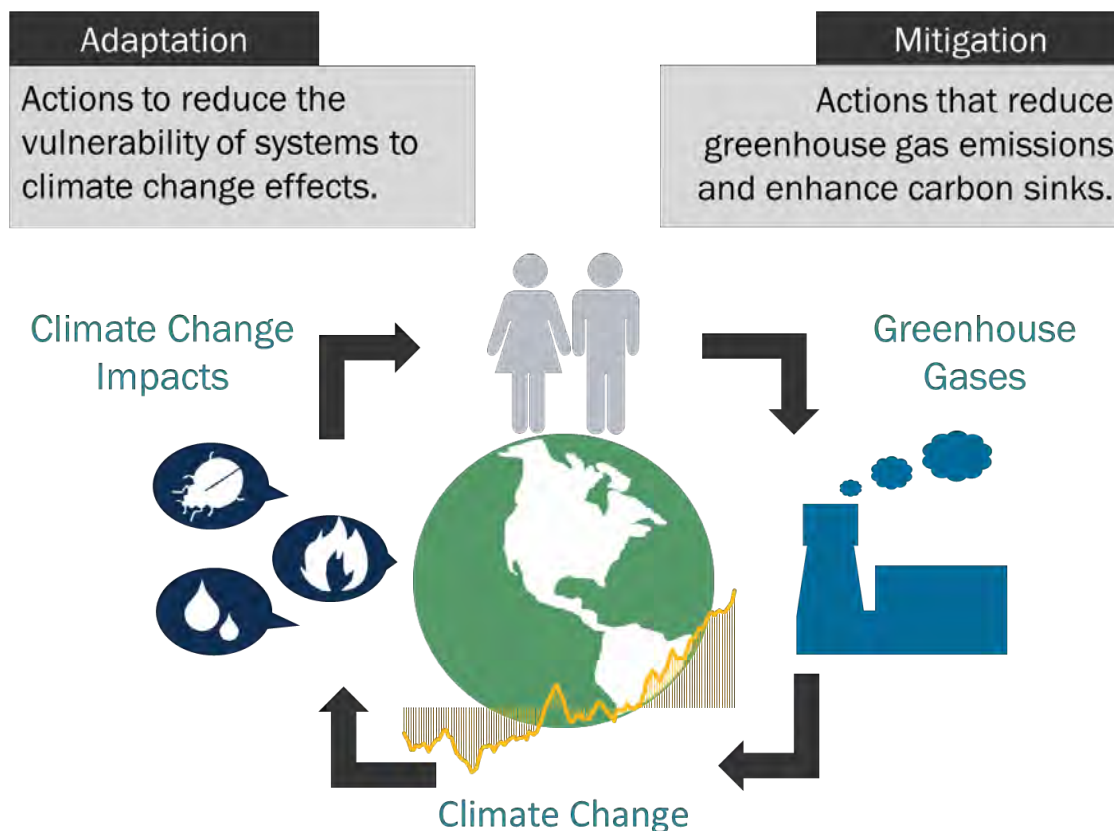 Adaptation
Actions to reduce the
vulnerability of systems to
climate change effects.
Mitigation
Actions that reduce
greenhouse gas emissions
and enhance carbon sinks.
Climate Change
Impacts
Greenhouse
Gases
Climate Change